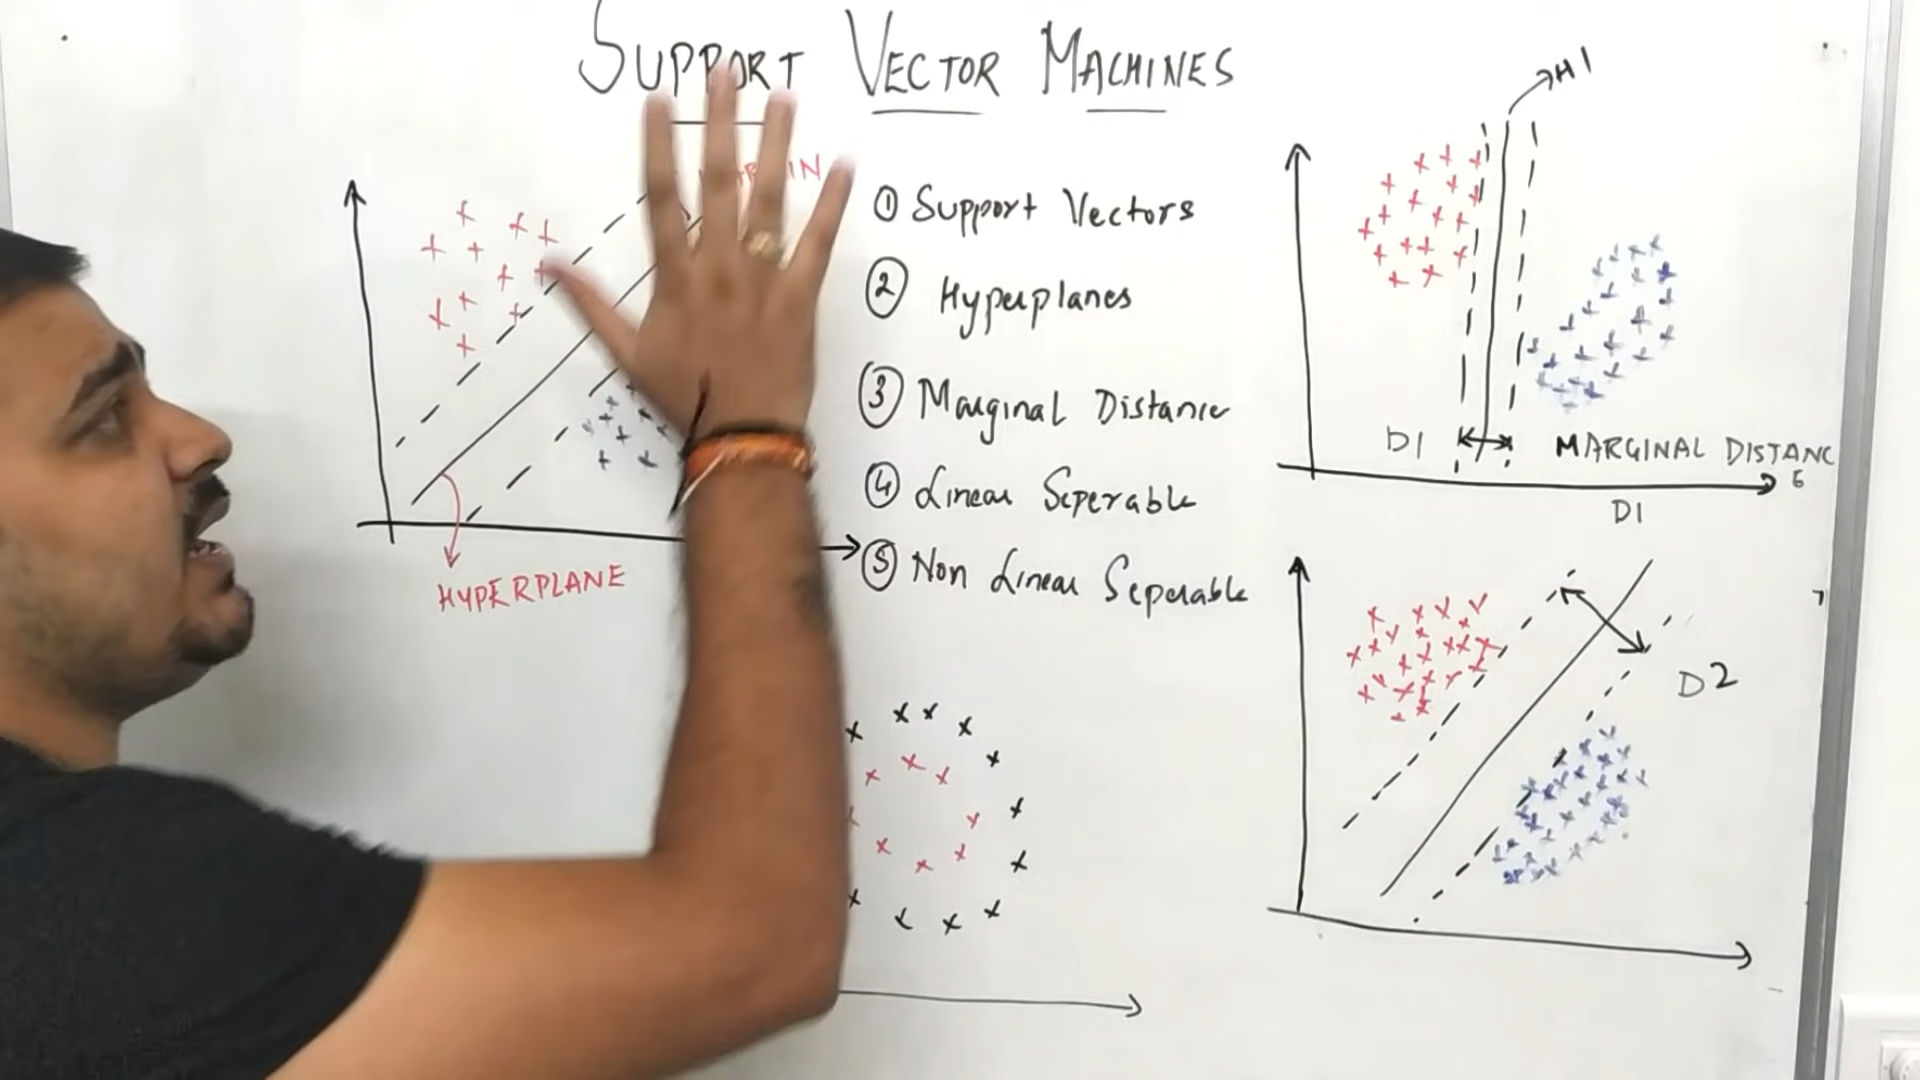 SUPPORT VECTOR MACHINES
① Support Vectors
② Hyperplanes
③ Marginal Distance
④ Linear Seperable
⑤ Non Linear Seperable
HYPERPLANE
H1
D1
MARGINAL DISTANCE
D1
D2